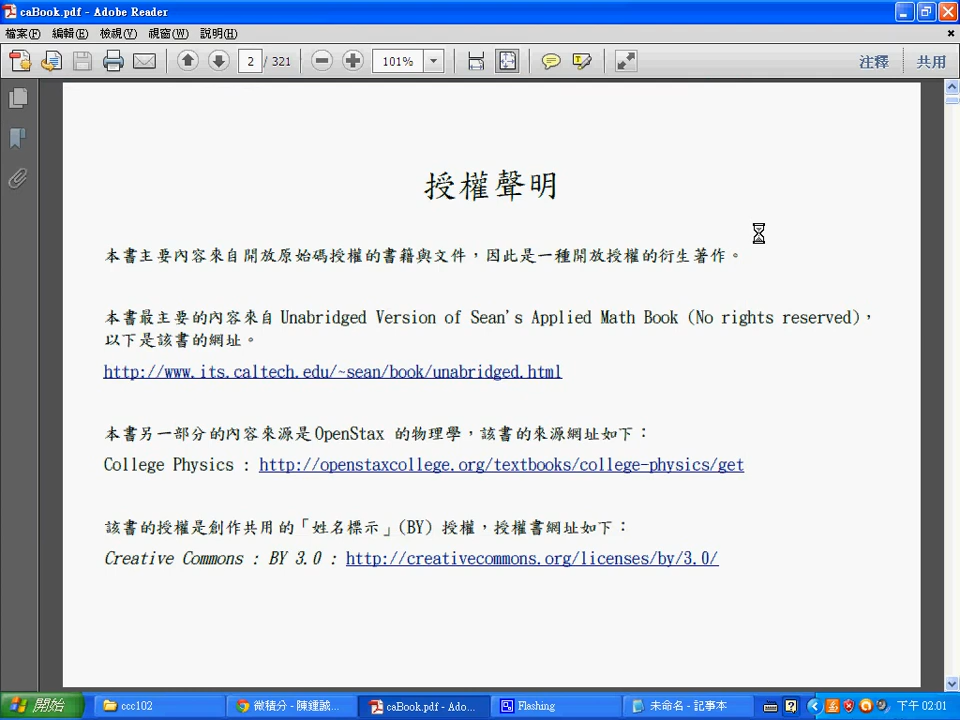 caBook.pdf - Adobe Reader
檔案(F) 編輯(E) 檢視(V) 視窗(W) 說明(H)
2 / 321 101% 注釋 共用
授權聲明
本書主要內容來自開放原始碼授權的書籍與文件，因此是一種開放授權的衍生著作。
本書最主要的內容來自 Unabridged Version of Sean's Applied Math Book (No rights reserved)，
以下是該書的網址。
http://www.its.caltech.edu/~sean/book/unabridged.html
本書另一部分的內容來源是 OpenStax 的物理學，該書的來源網址如下：
College Physics : http://openstaxcollege.org/textbooks/college-physics/get
該書的授權是創作共用的「姓名標示」(BY) 授權，授權書網址如下：
Creative Commons : BY 3.0 : http://creativecommons.org/licenses/by/3.0/
開始 ccc102 微積分 - 陳鍾誠... caBook.pdf - Ado... Flashing 未命名 - 記事本 下午 02:01